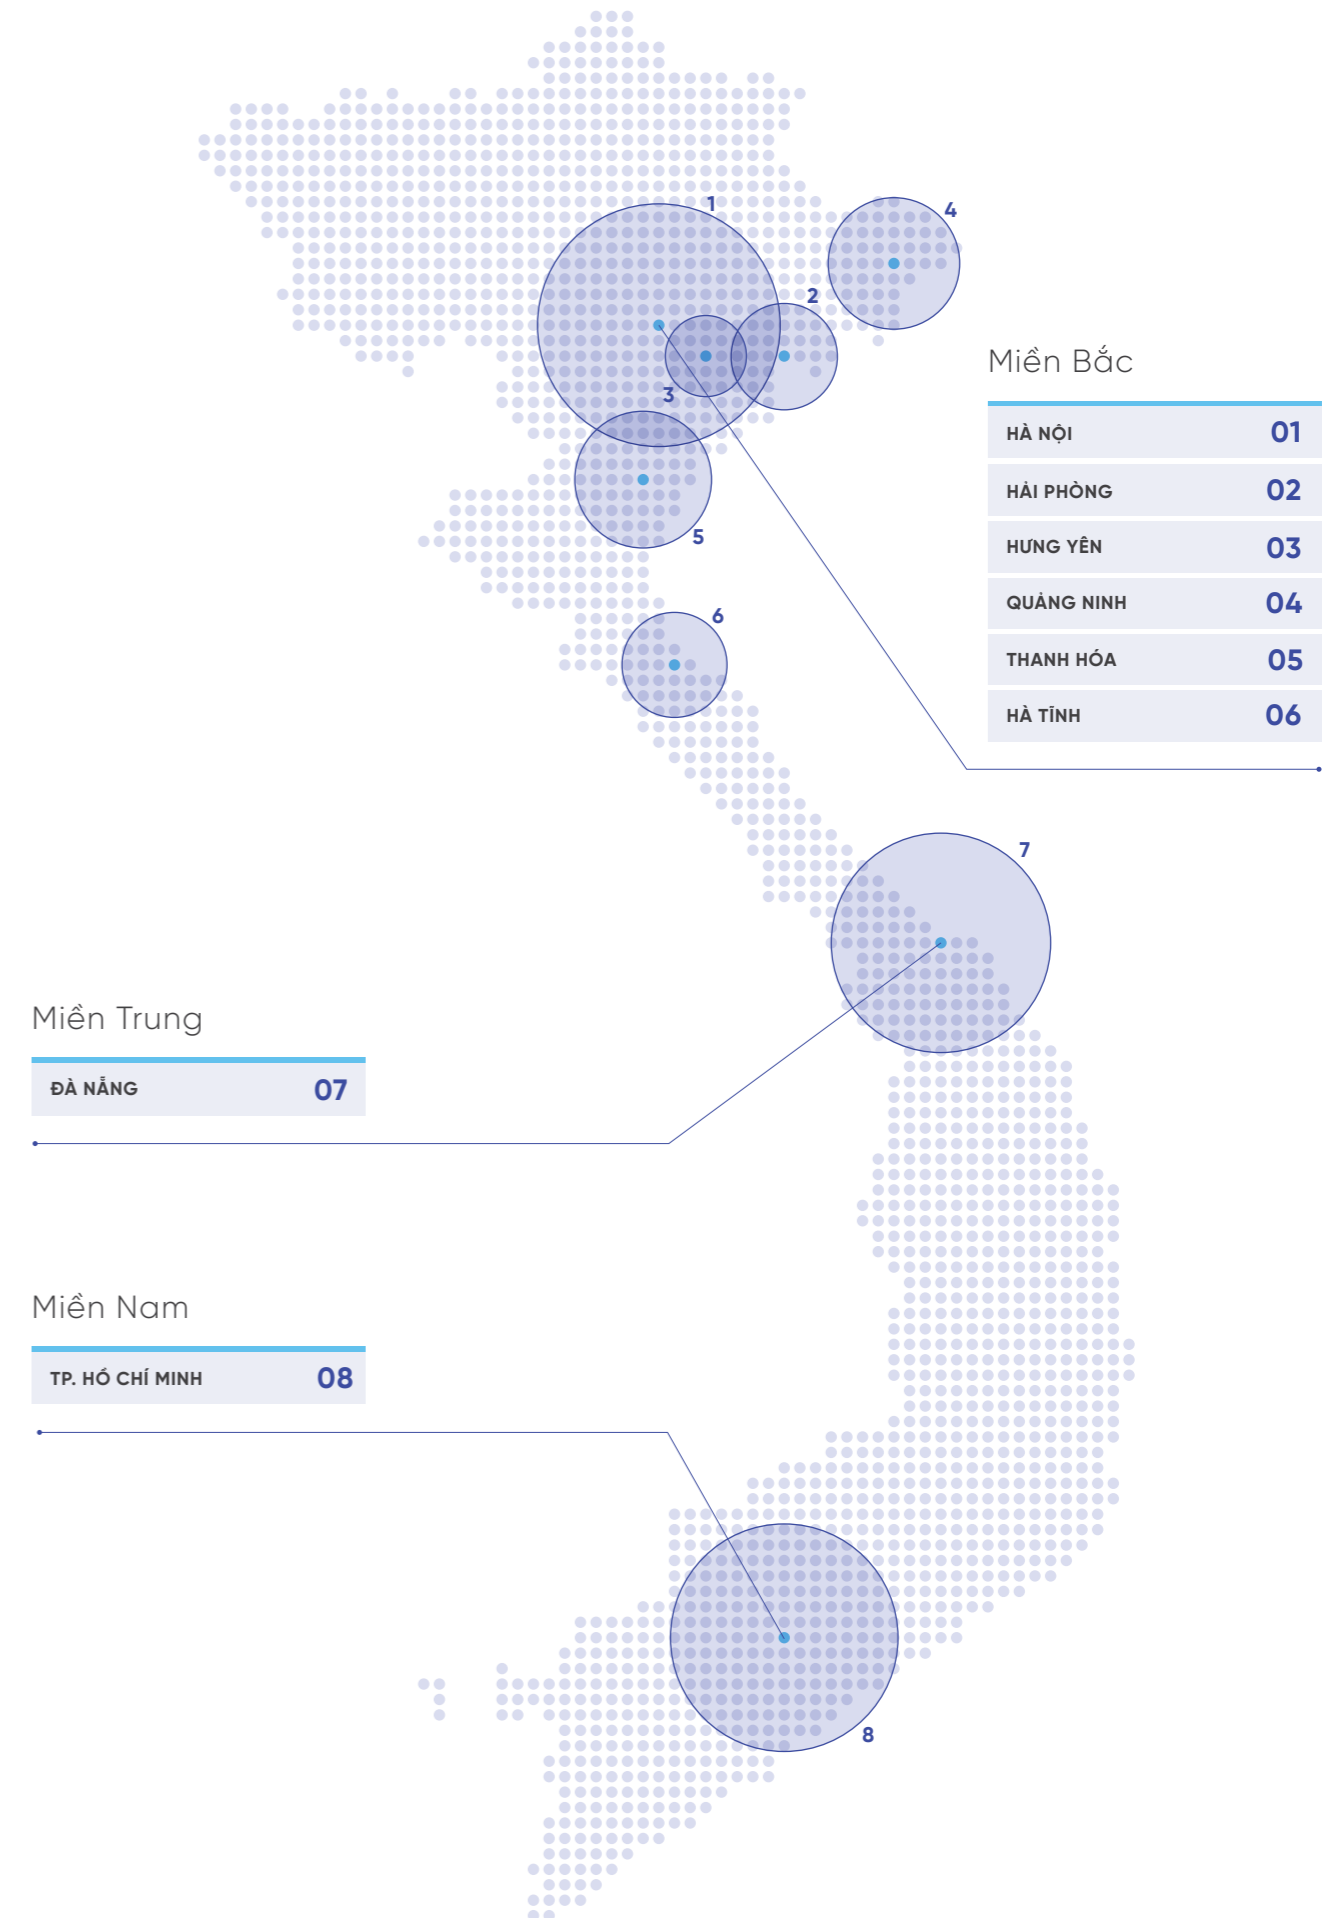 1
4
2
3
5
6
Miền Bắc
HÀ NỘI 01
HẢI PHÒNG 02
HƯNG YÊN 03
QUẢNG NINH 04
THANH HÓA 05
HÀ TĨNH 06
7
Miền Trung
ĐÀ NẴNG 07
Miền Nam
TP. HỒ CHÍ MINH 08
8